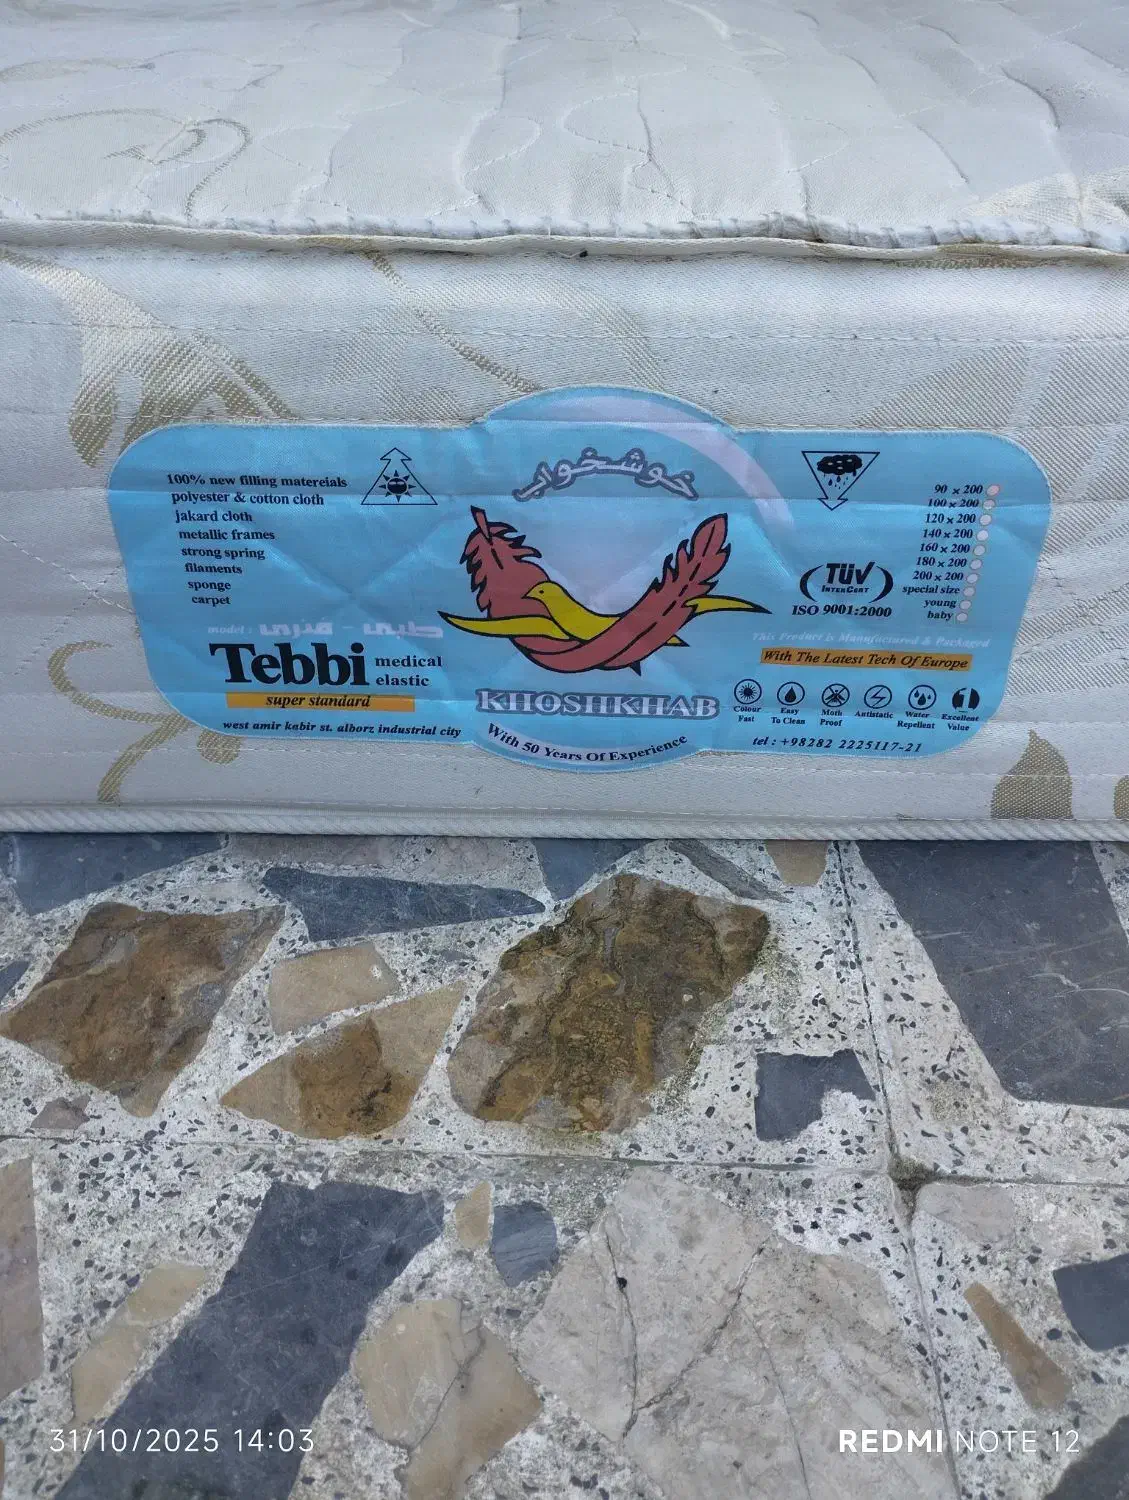 خوشخواب
100% new filling matereials
polyester & cotton cloth
jakard cloth
metallic frames
strong spring
filaments
sponge
carpet
model : طبی - فنری
Tebbi medical
elastic
super standard
west amir kabir st. alborz industrial city
KHOSHKHAB
With 50 Years Of Experience
90 x 200
100 x 200
120 x 200
140 x 200
160 x 200
180 x 200
200 x 200
special size
young
baby
TÜV
INTERCERT
ISO 9001:2000
This Product is Manufactured & Packaged
With The Latest Tech Of Europe
Colour Fast
Easy To Clean
Moth Proof
Antistatic
Water Repellent
Excellent Value
tel : +98282 2225117-21
31/10/2025 14:03
REDMI NOTE 12